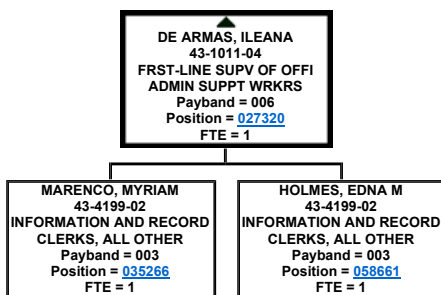 DE ARMAS, ILEANA
43-1011-04
FRST-LINE SUPV OF OFFI
ADMIN SUPPT WRKRS
Payband = 006
Position = 027320
FTE = 1
MARENCO, MYRIAM
43-4199-02
INFORMATION AND RECORD
CLERKS, ALL OTHER
Payband = 003
Position = 035266
FTE = 1
HOLMES, EDNA M
43-4199-02
INFORMATION AND RECORD
CLERKS, ALL OTHER
Payband = 003
Position = 058661
FTE = 1